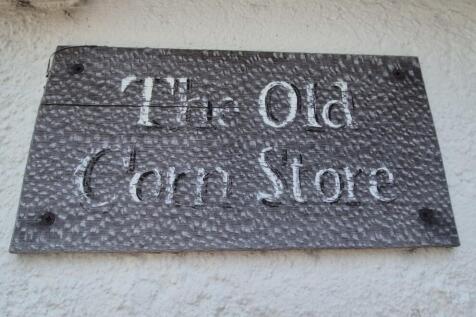 The Old
Corn Store